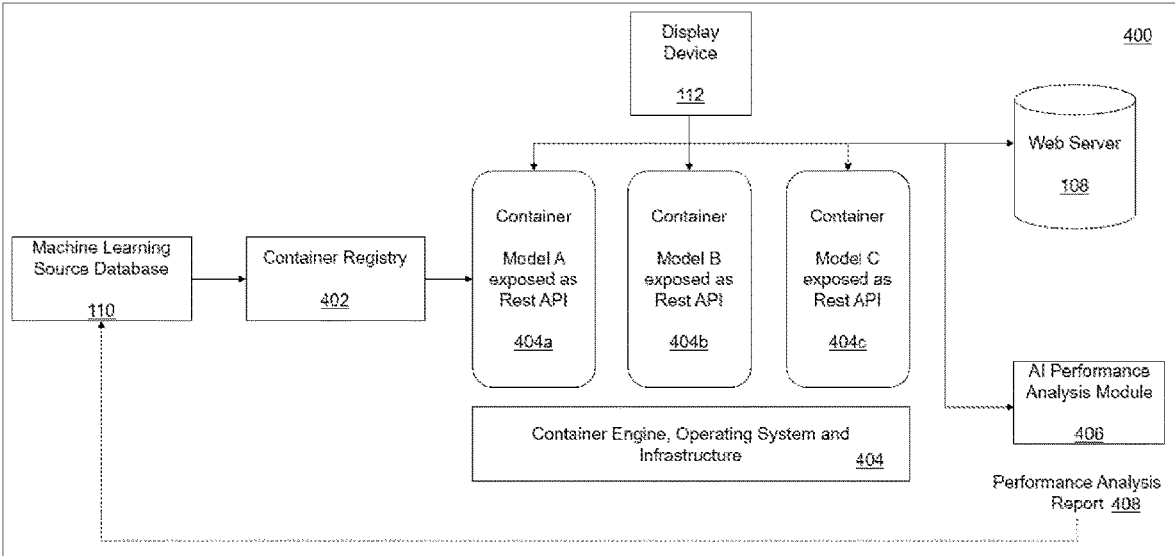 Display
Device
112
400
Web Server
108
Machine Learning
Source Database
110
Container Registry
402
Container
Model A
exposed as
Rest API
404a
Container
Model B
exposed as
Rest API
404b
Container
Model C
exposed as
Rest API
404c
AI Performance
Analysis Module
406
Container Engine, Operating System and
Infrastructure 404
Performance Analysis
Report 408